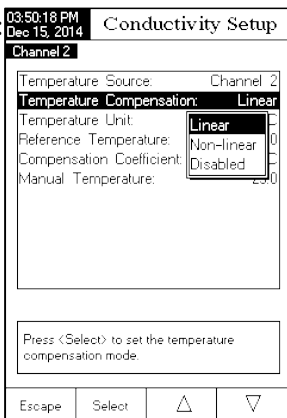 03:50:18 PM
Dec 15, 2014
Conductivity Setup
Channel 2
Temperature Source: Channel 2
Temperature Compensation: Linear
Temperature Unit:
Reference Temperature:
Compensation Coefficient:
Manual Temperature: 25.0
Linear
Non-linear
Disabled
Press <Select> to set the temperature
compensation mode.
Escape Select